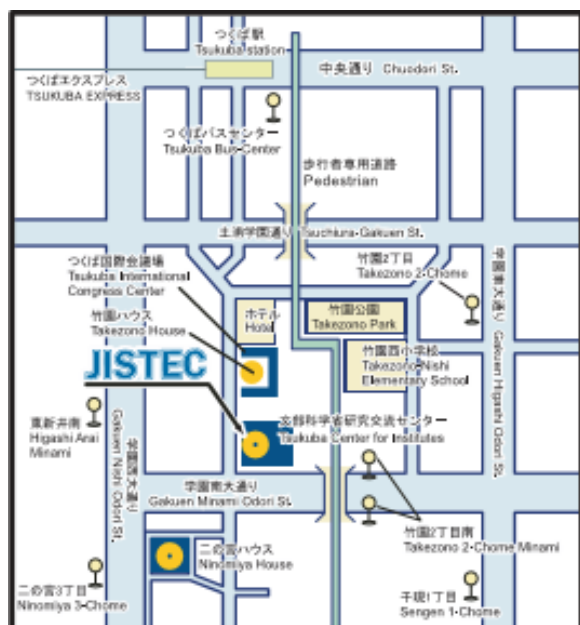 つくば駅
Tsukuba station
中央通り Chuodori St.
つくばエクスプレス
TSUKUBA EXPRESS
つくばバスセンター
Tsukuba Bus Center
歩行者専用道路
Pedestrian
土浦学園通り Tsuchiura-Gakuen St.
つくば国際会議場
Tsukuba International
Congress Center
竹園2丁目
Takezono 2-Chome
学園東大通り Gakuen Higashi Odori St.
竹園ハウス
Takezono House
ホテル
Hotel
竹園公園
Takezono Park
竹園西小学校
Takezono-Nishi
Elementary School
JISTEC
東新井南
Higashi Arai
Minami
学園西大通り
Gakuen Nishi Odori St.
文部科学省研究交流センター
Tsukuba Center for Institutes
学園南大通り
Gakuen Minami Odori St.
竹園2丁目南
Takezono 2-Chome Minami
二の宮ハウス
Ninomiya House
二の宮3丁目
Ninomiya 3-Chome
千現1丁目
Sengen 1-Chome